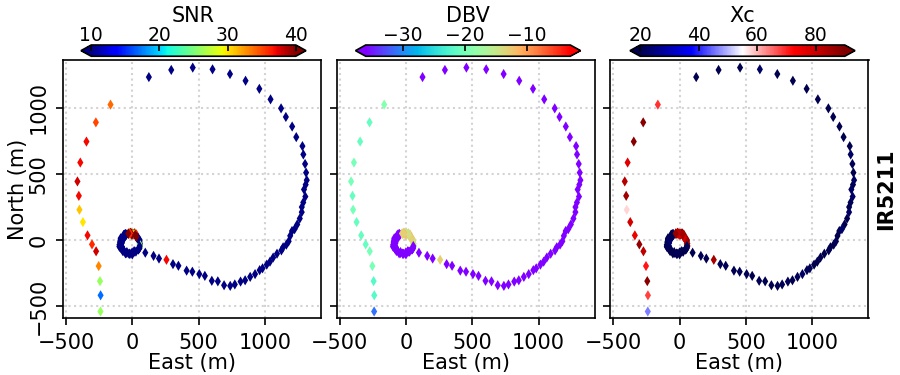 SNR DBV Xc
10 20 30 40 −30 −20 −10 20 40 60 80
1000
500
0
−500
North (m)
IR5211
−500 0 500 1000 −500 0 500 1000 −500 0 500 1000
East (m) East (m) East (m)